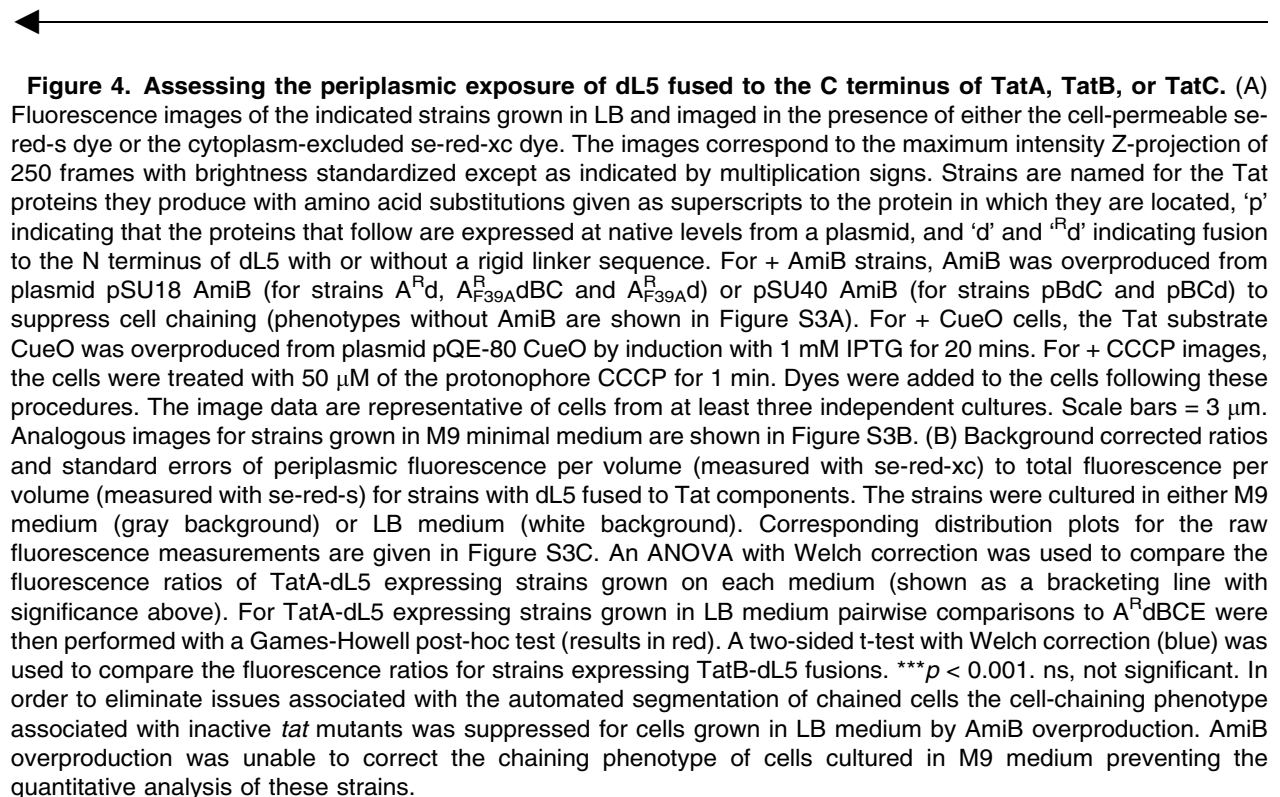 Figure 4. Assessing the periplasmic exposure of dL5 fused to the C terminus of TatA, TatB, or TatC. (A)
Fluorescence images of the indicated strains grown in LB and imaged in the presence of either the cell-permeable se-
red-s dye or the cytoplasm-excluded se-red-xc dye. The images correspond to the maximum intensity Z-projection of
250 frames with brightness standardized except as indicated by multiplication signs. Strains are named for the Tat
proteins they produce with amino acid substitutions given as superscripts to the protein in which they are located, ‘p’
indicating that the proteins that follow are expressed at native levels from a plasmid, and ‘d’ and ‘ᴿd’ indicating fusion
to the N terminus of dL5 with or without a rigid linker sequence. For + AmiB strains, AmiB was overproduced from
plasmid pSU18 AmiB (for strains Aᴿd, Aᴿ_F39AdBC and Aᴿ_F39Ad) or pSU40 AmiB (for strains pBdC and pBCd) to
suppress cell chaining (phenotypes without AmiB are shown in Figure S3A). For + CueO cells, the Tat substrate
CueO was overproduced from plasmid pQE-80 CueO by induction with 1 mM IPTG for 20 mins. For + CCCP images,
the cells were treated with 50 μM of the protonophore CCCP for 1 min. Dyes were added to the cells following these
procedures. The image data are representative of cells from at least three independent cultures. Scale bars = 3 μm.
Analogous images for strains grown in M9 minimal medium are shown in Figure S3B. (B) Background corrected ratios
and standard errors of periplasmic fluorescence per volume (measured with se-red-xc) to total fluorescence per
volume (measured with se-red-s) for strains with dL5 fused to Tat components. The strains were cultured in either M9
medium (gray background) or LB medium (white background). Corresponding distribution plots for the raw
fluorescence measurements are given in Figure S3C. An ANOVA with Welch correction was used to compare the
fluorescence ratios of TatA-dL5 expressing strains grown on each medium (shown as a bracketing line with
significance above). For TatA-dL5 expressing strains grown in LB medium pairwise comparisons to AᴿdBCE were
then performed with a Games-Howell post-hoc test (results in red). A two-sided t-test with Welch correction (blue) was
used to compare the fluorescence ratios for strains expressing TatB-dL5 fusions. ***p < 0.001. ns, not significant. In
order to eliminate issues associated with the automated segmentation of chained cells the cell-chaining phenotype
associated with inactive tat mutants was suppressed for cells grown in LB medium by AmiB overproduction. AmiB
overproduction was unable to correct the chaining phenotype of cells cultured in M9 medium preventing the
quantitative analysis of these strains.